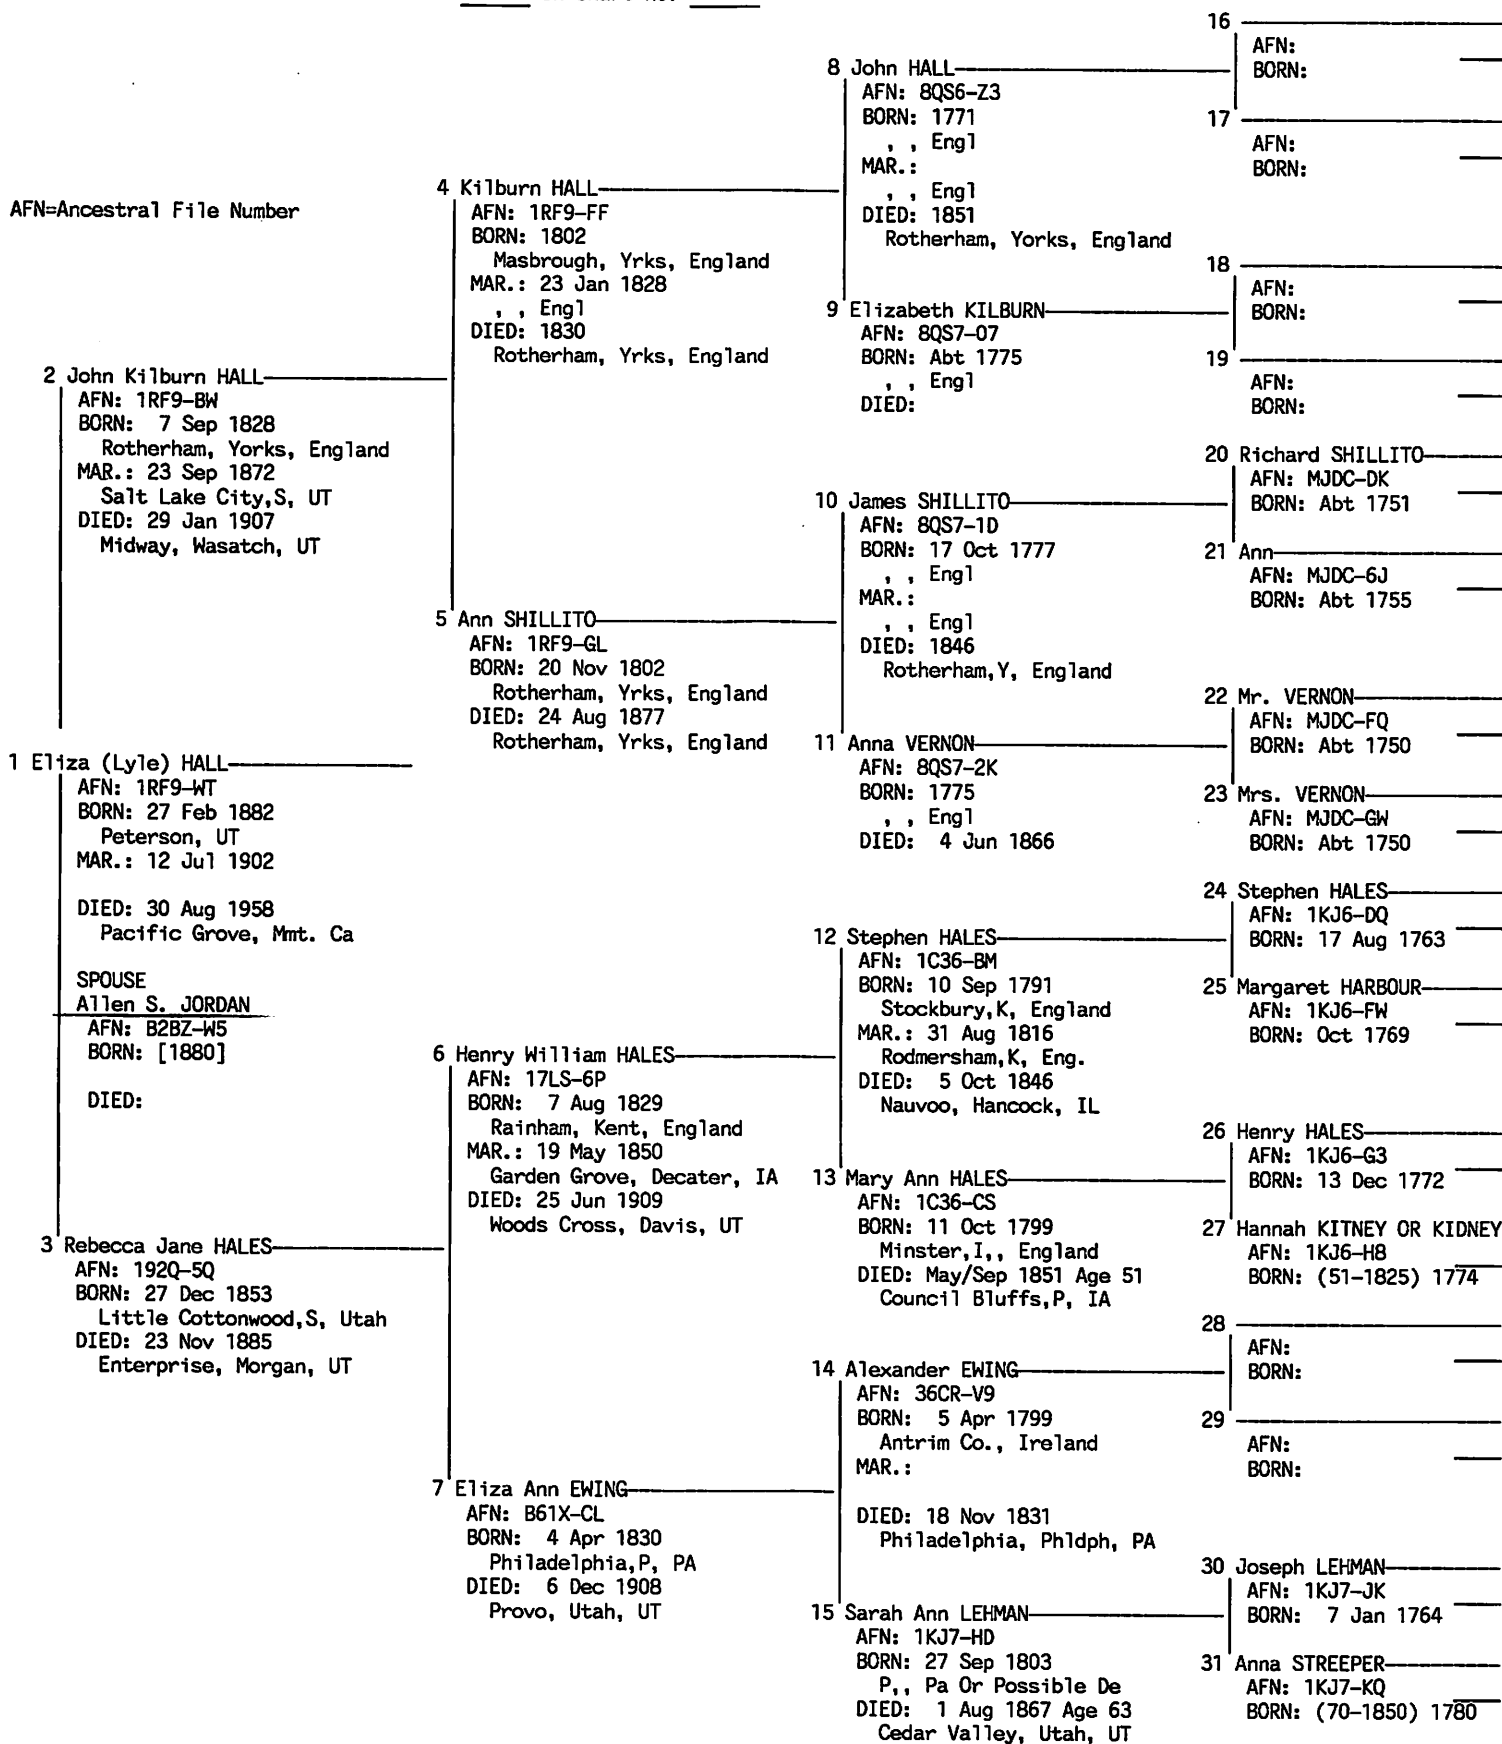 AFN=Ancestral File Number
1 Eliza (Lyle) HALL
AFN: 1RF9-WT
BORN: 27 Feb 1882
Peterson, UT
MAR.: 12 Jul 1902
DIED: 30 Aug 1958
Pacific Grove, Mmt. Ca
SPOUSE
Allen S. JORDAN
AFN: B2BZ-W5
BORN: [1880]
DIED:
2 John Kilburn HALL
AFN: 1RF9-BW
BORN: 7 Sep 1828
Rotherham, Yorks, England
MAR.: 23 Sep 1872
Salt Lake City,S, UT
DIED: 29 Jan 1907
Midway, Wasatch, UT
3 Rebecca Jane HALES
AFN: 192Q-5Q
BORN: 27 Dec 1853
Little Cottonwood,S, Utah
DIED: 23 Nov 1885
Enterprise, Morgan, UT
4 Kilburn HALL
AFN: 1RF9-FF
BORN: 1802
Masbrough, Yrks, England
MAR.: 23 Jan 1828
, , Engl
DIED: 1830
Rotherham, Yrks, England
5 Ann SHILLITO
AFN: 1RF9-GL
BORN: 20 Nov 1802
Rotherham, Yrks, England
DIED: 24 Aug 1877
Rotherham, Yrks, England
6 Henry William HALES
AFN: 17LS-6P
BORN: 7 Aug 1829
Rainham, Kent, England
MAR.: 19 May 1850
Garden Grove, Decater, IA
DIED: 25 Jun 1909
Woods Cross, Davis, UT
7 Eliza Ann EWING
AFN: B61X-CL
BORN: 4 Apr 1830
Philadelphia,P, PA
DIED: 6 Dec 1908
Provo, Utah, UT
8 John HALL
AFN: 8QS6-Z3
BORN: 1771
, , Engl
MAR.:
, , Engl
DIED: 1851
Rotherham, Yorks, England
9 Elizabeth KILBURN
AFN: 8QS7-07
BORN: Abt 1775
, , Engl
DIED:
10 James SHILLITO
AFN: 8QS7-1D
BORN: 17 Oct 1777
, , Engl
MAR.:
, , Engl
DIED: 1846
Rotherham,Y, England
11 Anna VERNON
AFN: 8QS7-2K
BORN: 1775
, , Engl
DIED: 4 Jun 1866
12 Stephen HALES
AFN: 1C36-BM
BORN: 10 Sep 1791
Stockbury,K, England
MAR.: 31 Aug 1816
Rodmersham,K, Eng.
DIED: 5 Oct 1846
Nauvoo, Hancock, IL
13 Mary Ann HALES
AFN: 1C36-CS
BORN: 11 Oct 1799
Minster,I,, England
DIED: May/Sep 1851 Age 51
Council Bluffs,P, IA
14 Alexander EWING
AFN: 36CR-V9
BORN: 5 Apr 1799
Antrim Co., Ireland
MAR.:
DIED: 18 Nov 1831
Philadelphia, Phldph, PA
15 Sarah Ann LEHMAN
AFN: 1KJ7-HD
BORN: 27 Sep 1803
P,, Pa Or Possible De
DIED: 1 Aug 1867 Age 63
Cedar Valley, Utah, UT
16
AFN:
BORN:
17
AFN:
BORN:
18
AFN:
BORN:
19
AFN:
BORN:
20 Richard SHILLITO
AFN: MJDC-DK
BORN: Abt 1751
21 Ann
AFN: MJDC-6J
BORN: Abt 1755
22 Mr. VERNON
AFN: MJDC-FQ
BORN: Abt 1750
23 Mrs. VERNON
AFN: MJDC-GW
BORN: Abt 1750
24 Stephen HALES
AFN: 1KJ6-DQ
BORN: 17 Aug 1763
25 Margaret HARBOUR
AFN: 1KJ6-FW
BORN: Oct 1769
26 Henry HALES
AFN: 1KJ6-G3
BORN: 13 Dec 1772
27 Hannah KITNEY OR KIDNEY
AFN: 1KJ6-H8
BORN: (51-1825) 1774
28
AFN:
BORN:
29
AFN:
BORN:
30 Joseph LEHMAN
AFN: 1KJ7-JK
BORN: 7 Jan 1764
31 Anna STREEPER
AFN: 1KJ7-KQ
BORN: (70-1850) 1780